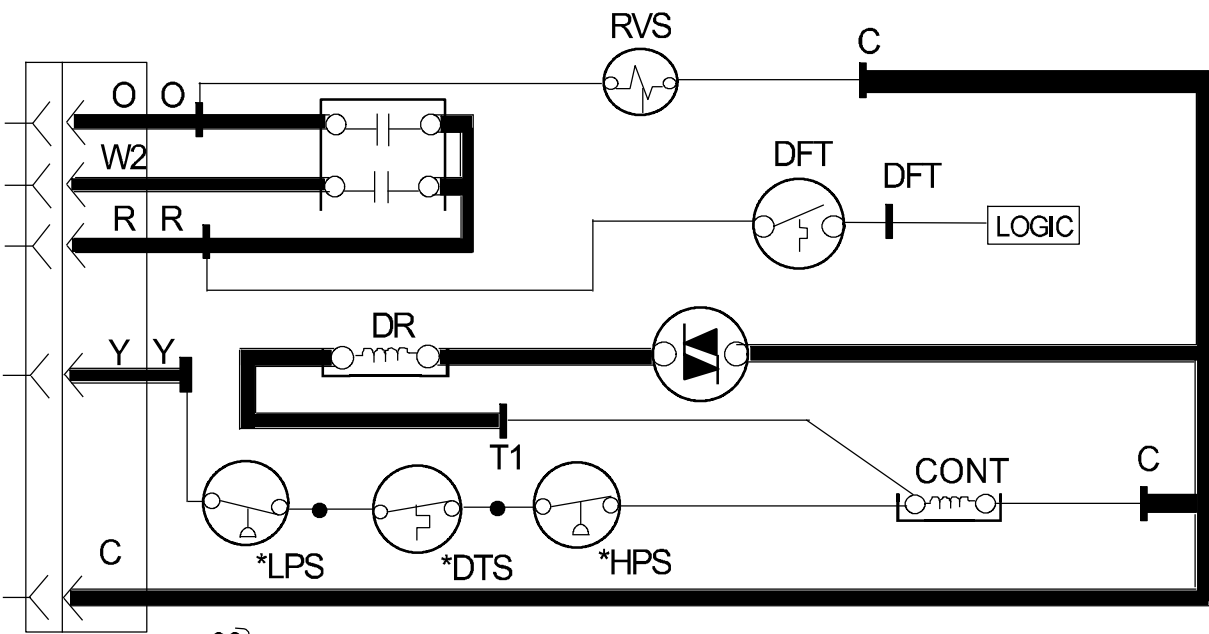 RVS
C
O O
W2
DFT
DFT
R R
LOGIC
DR
Y Y
T1
CONT
C
C
*LPS
*DTS
*HPS